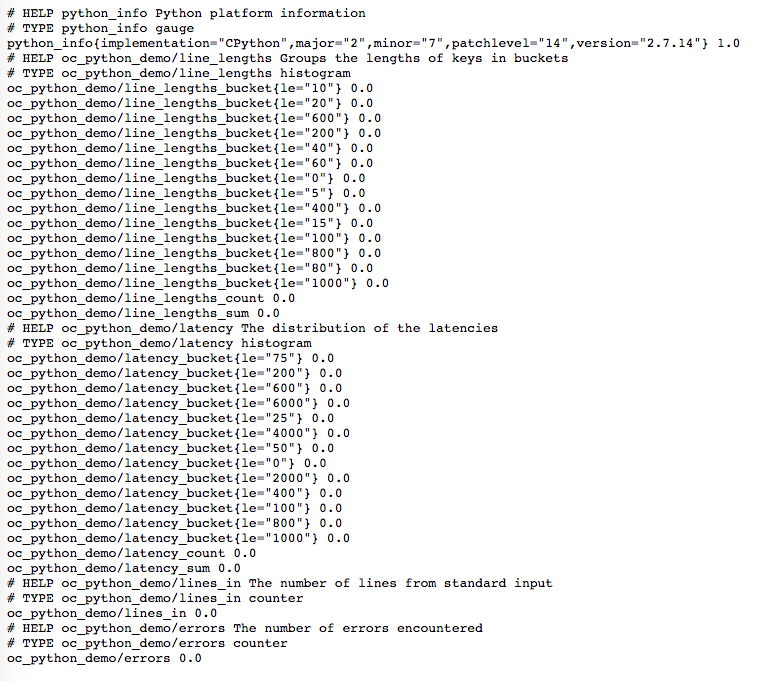 # HELP python_info Python platform information
# TYPE python_info gauge
python_info{implementation="CPython",major="2",minor="7",patchlevel="14",version="2.7.14"} 1.0
# HELP oc_python_demo/line_lengths Groups the lengths of keys in buckets
# TYPE oc_python_demo/line_lengths histogram
oc_python_demo/line_lengths_bucket{le="10"} 0.0
oc_python_demo/line_lengths_bucket{le="20"} 0.0
oc_python_demo/line_lengths_bucket{le="600"} 0.0
oc_python_demo/line_lengths_bucket{le="200"} 0.0
oc_python_demo/line_lengths_bucket{le="40"} 0.0
oc_python_demo/line_lengths_bucket{le="60"} 0.0
oc_python_demo/line_lengths_bucket{le="0"} 0.0
oc_python_demo/line_lengths_bucket{le="5"} 0.0
oc_python_demo/line_lengths_bucket{le="400"} 0.0
oc_python_demo/line_lengths_bucket{le="15"} 0.0
oc_python_demo/line_lengths_bucket{le="100"} 0.0
oc_python_demo/line_lengths_bucket{le="800"} 0.0
oc_python_demo/line_lengths_bucket{le="80"} 0.0
oc_python_demo/line_lengths_bucket{le="1000"} 0.0
oc_python_demo/line_lengths_count 0.0
oc_python_demo/line_lengths_sum 0.0
# HELP oc_python_demo/latency The distribution of the latencies
# TYPE oc_python_demo/latency histogram
oc_python_demo/latency_bucket{le="75"} 0.0
oc_python_demo/latency_bucket{le="200"} 0.0
oc_python_demo/latency_bucket{le="600"} 0.0
oc_python_demo/latency_bucket{le="6000"} 0.0
oc_python_demo/latency_bucket{le="25"} 0.0
oc_python_demo/latency_bucket{le="4000"} 0.0
oc_python_demo/latency_bucket{le="50"} 0.0
oc_python_demo/latency_bucket{le="0"} 0.0
oc_python_demo/latency_bucket{le="2000"} 0.0
oc_python_demo/latency_bucket{le="400"} 0.0
oc_python_demo/latency_bucket{le="100"} 0.0
oc_python_demo/latency_bucket{le="800"} 0.0
oc_python_demo/latency_bucket{le="1000"} 0.0
oc_python_demo/latency_count 0.0
oc_python_demo/latency_sum 0.0
# HELP oc_python_demo/lines_in The number of lines from standard input
# TYPE oc_python_demo/lines_in counter
oc_python_demo/lines_in 0.0
# HELP oc_python_demo/errors The number of errors encountered
# TYPE oc_python_demo/errors counter
oc_python_demo/errors 0.0